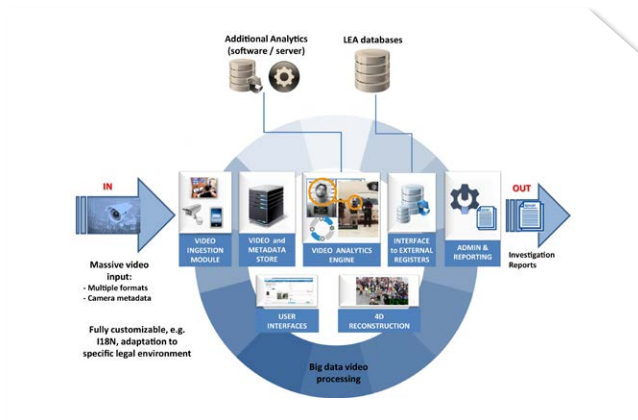 Additional Analytics
(software / server)
LEA databases
IN
OUT
VIDEO
INGESTION
MODULE
VIDEO and
METADATA
STORE
VIDEO ANALYTICS
ENGINE
INTERFACE
to EXTERNAL
REGISTERS
ADMIN &
REPORTING
Investigation
Reports
Massive video
input:
- Multiple formats
- Camera metadata
USER
INTERFACES
4D
RECONSTRUCTION
Fully customizable, e.g.
I18N, adaptation to
specific legal environment
Big data video
processing